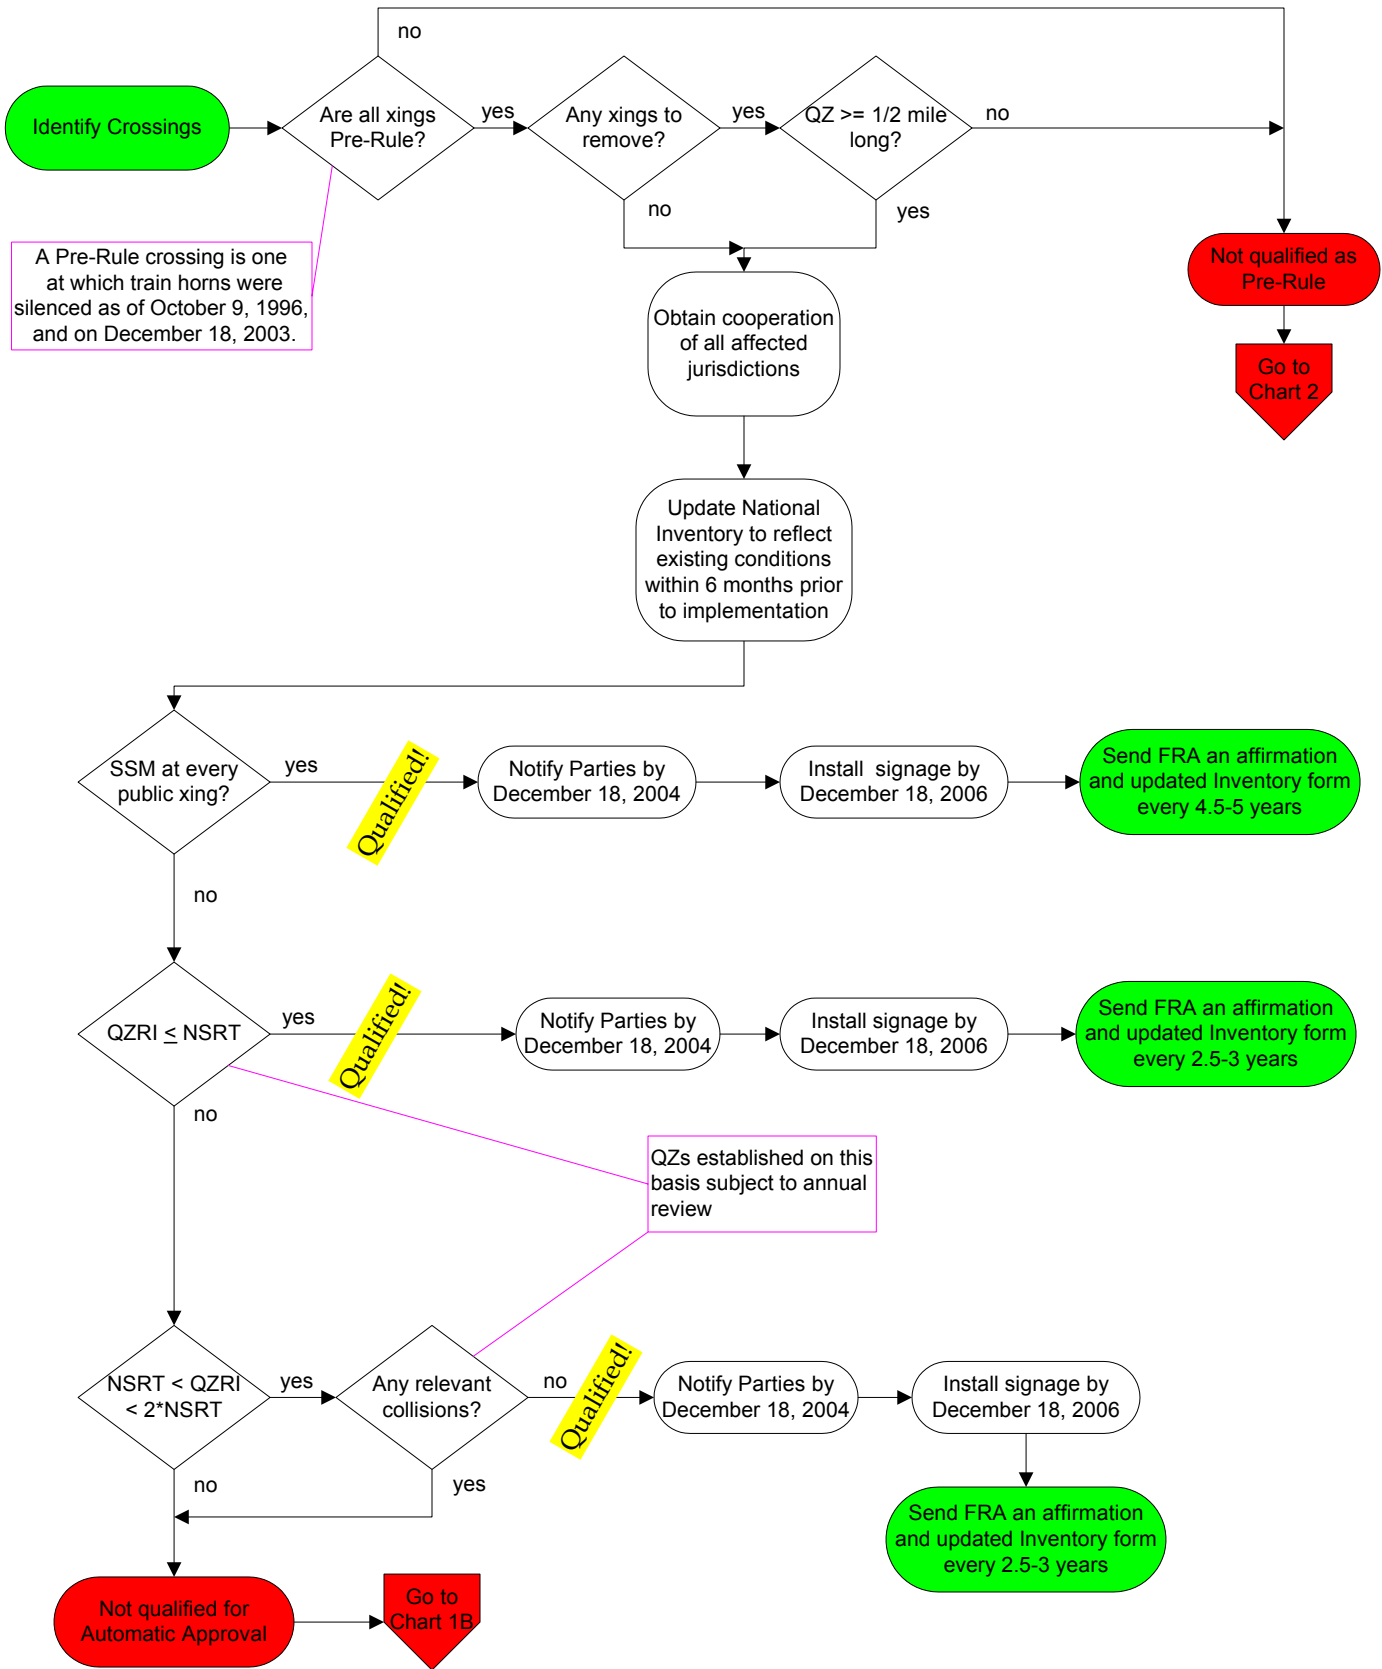 no
Identify Crossings
Are all xings
Pre-Rule?
yes
Any xings to
remove?
yes
QZ >= 1/2 mile
long?
no
no
yes
A Pre-Rule crossing is one
at which train horns were
silenced as of October 9, 1996,
and on December 18, 2003.
Not qualified as
Pre-Rule
Go to
Chart 2
Obtain cooperation
of all affected
jurisdictions
Update National
Inventory to reflect
existing conditions
within 6 months prior
to implementation
SSM at every
public xing?
yes
Qualified!
Notify Parties by
December 18, 2004
Install  signage by
December 18, 2006
Send FRA an affirmation
and updated Inventory form
every 4.5-5 years
no
QZRI ≤ NSRT
yes
Qualified!
Notify Parties by
December 18, 2004
Install signage by
December 18, 2006
Send FRA an affirmation
and updated Inventory form
every 2.5-3 years
no
QZs established on this
basis subject to annual
review
NSRT < QZRI
< 2*NSRT
yes
Any relevant
collisions?
no
Qualified!
Notify Parties by
December 18, 2004
Install signage by
December 18, 2006
no
yes
Send FRA an affirmation
and updated Inventory form
every 2.5-3 years
Not qualified for
Automatic Approval
Go to
Chart 1B